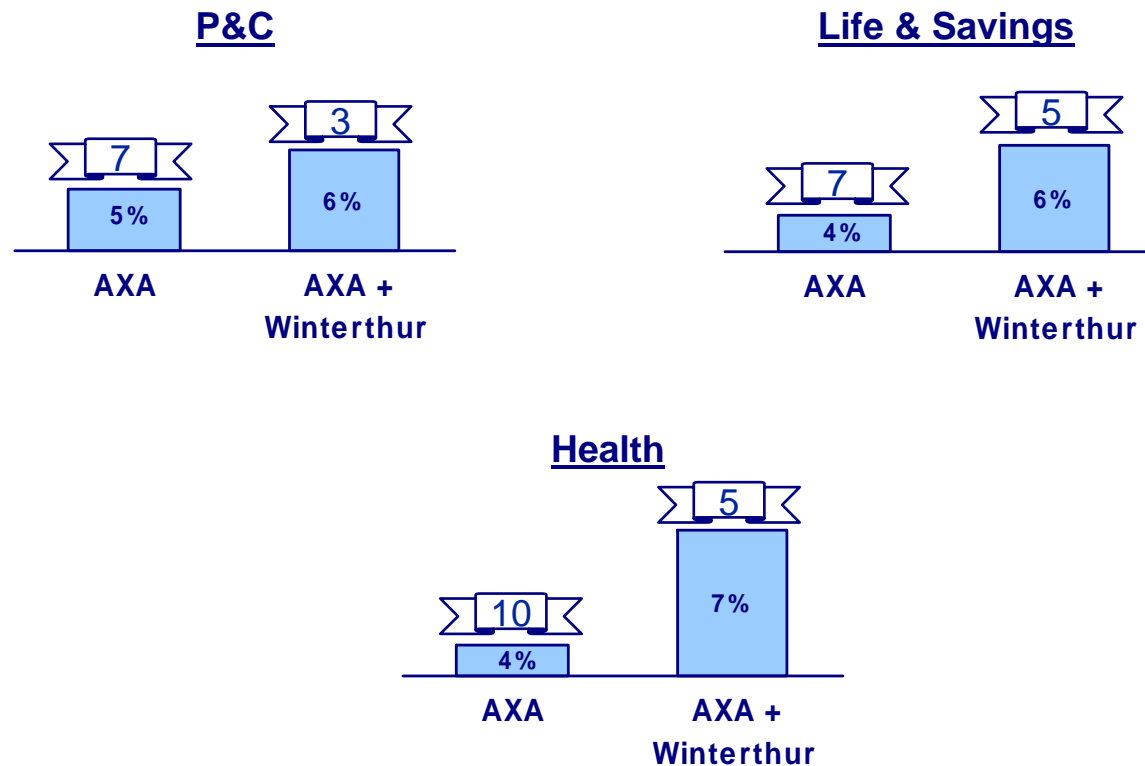 P&C
Life & Savings
7
3
5%
6%
AXA
AXA +
Winterthur
7
5
4%
6%
AXA
AXA +
Winterthur
Health
10
5
4%
7%
AXA
AXA +
Winterthur